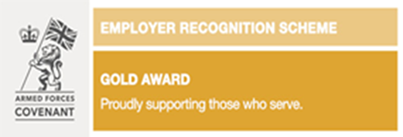 ARMED FORCES
COVENANT
EMPLOYER RECOGNITION SCHEME
GOLD AWARD
Proudly supporting those who serve.